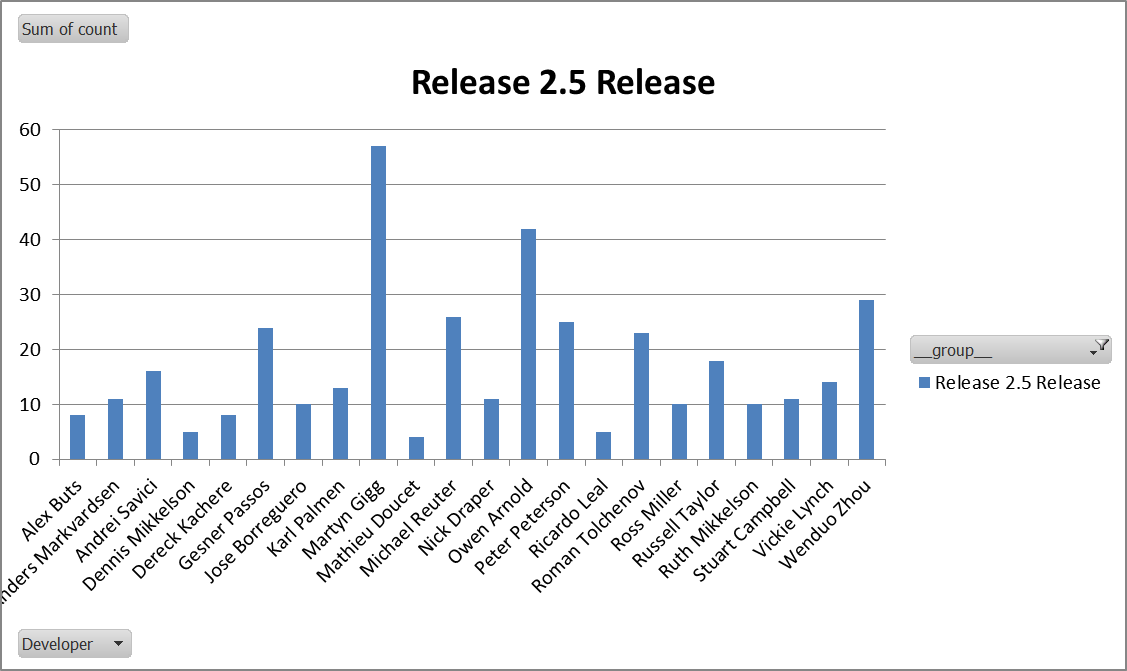 Sum of count
Release 2.5 Release
60
50
40
30
20
10
0
Alex Buts
nders Markvardsen
Andrei Savici
Dennis Mikkelson
Dereck Kachere
Gesner Passos
Jose Borreguero
Karl Palmen
Martyn Gigg
Mathieu Doucet
Michael Reuter
Nick Draper
Owen Arnold
Peter Peterson
Ricardo Leal
Roman Tolchenov
Ross Miller
Russell Taylor
Ruth Mikkelson
Stuart Campbell
Vickie Lynch
Wenduo Zhou
__group__
Release 2.5 Release
Developer